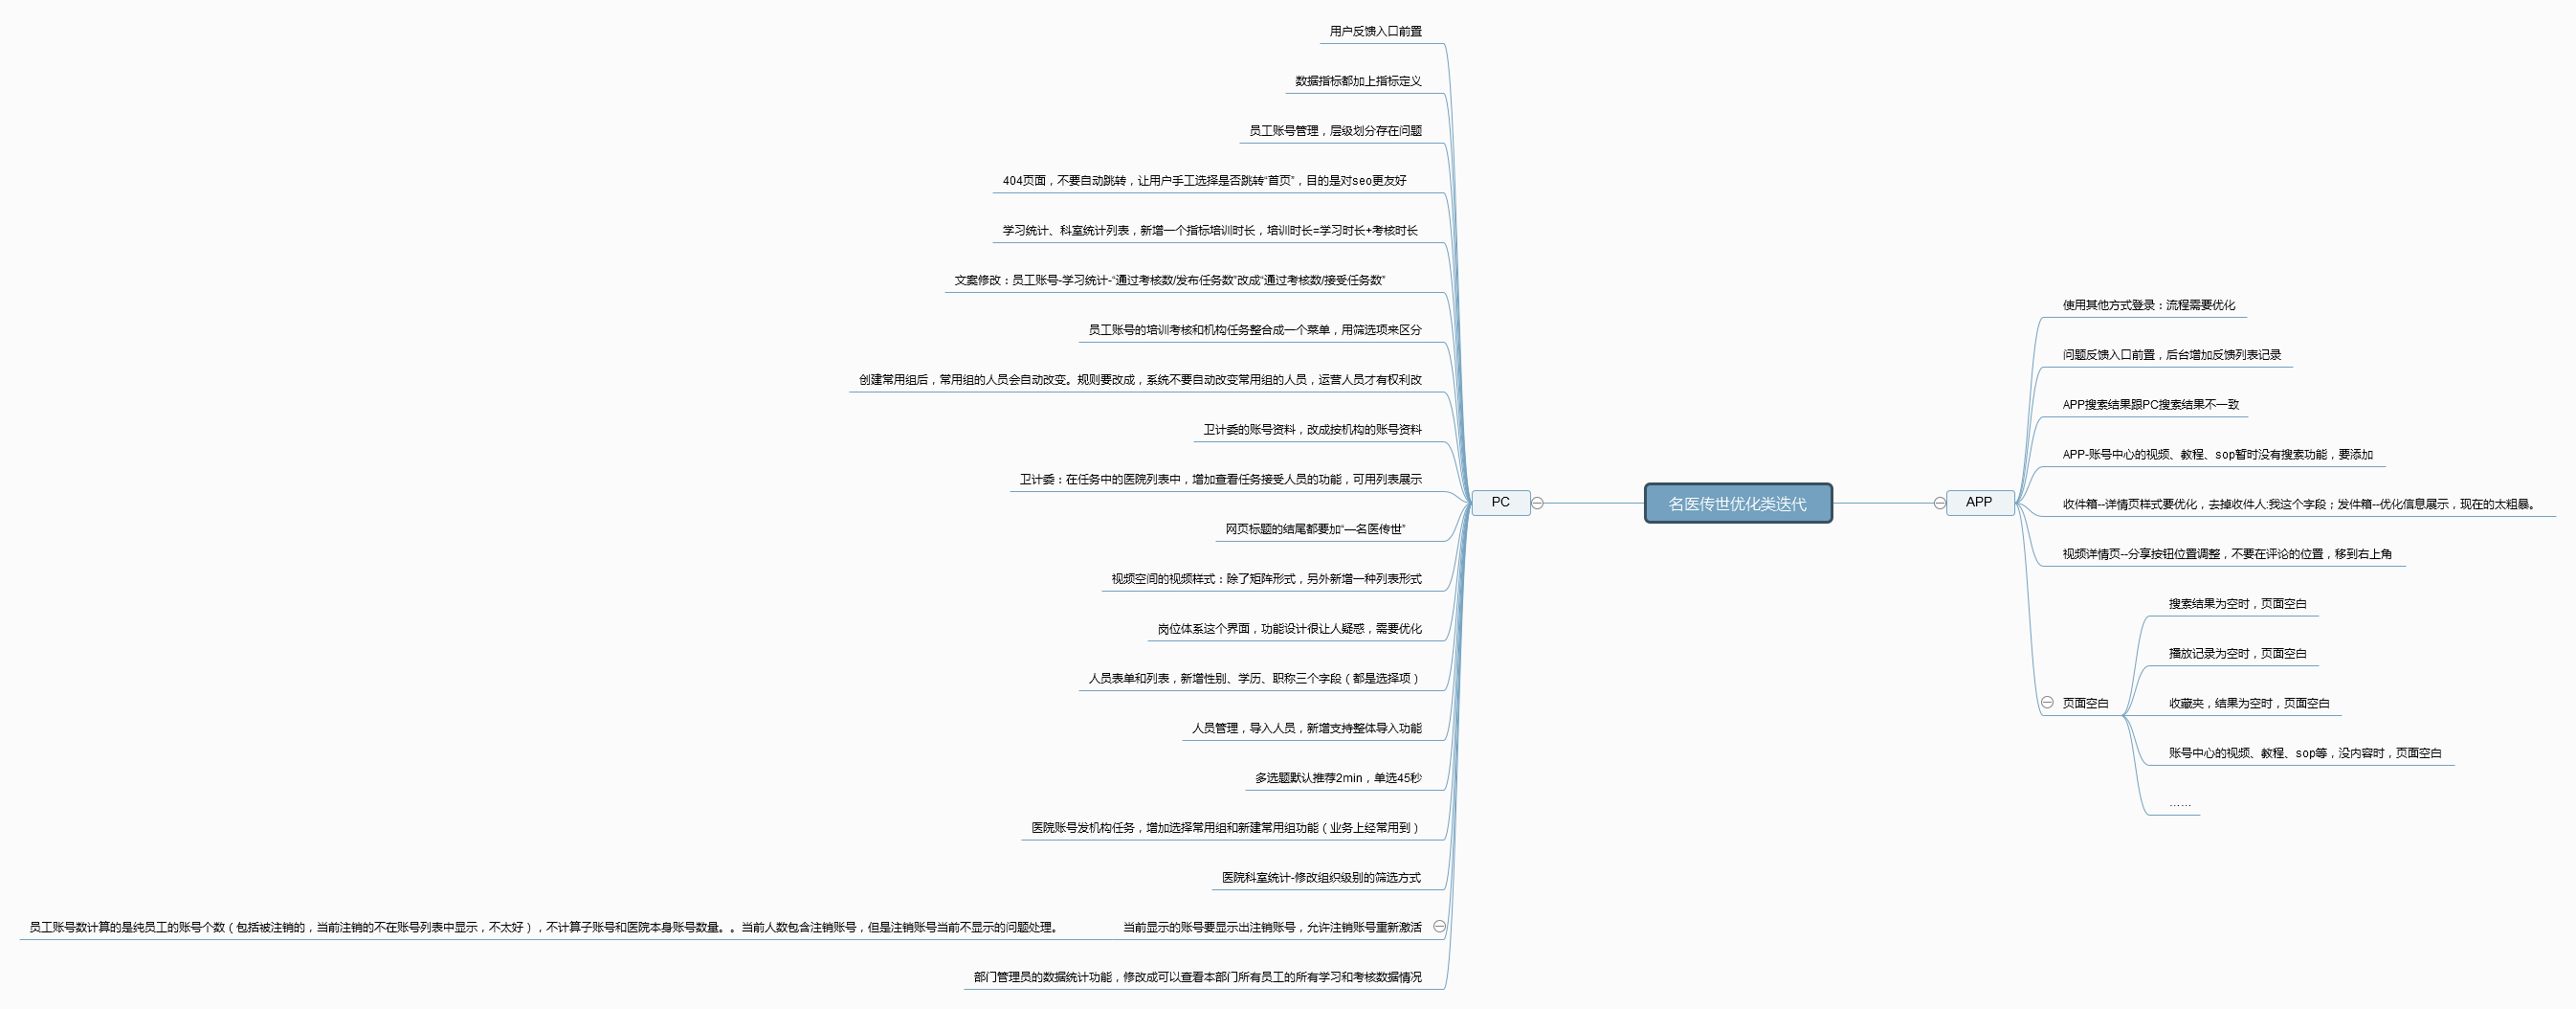 名医传世优化类迭代
PC
用户反馈入口前置
数据指标都加上指标定义
员工账号管理，层级划分存在问题
404页面，不要自动跳转，让用户手工选择是否跳转“首页”，目的是对seo更友好
学习统计、科室统计列表，新增一个指标培训时长，培训时长=学习时长+考核时长
文案修改：员工账号-学习统计-“通过考核数/发布任务数”改成“通过考核数/接受任务数”
员工账号的培训考核和机构任务整合成一个菜单，用筛选项来区分
创建常用组后，常用组的人员会自动改变。规则要改成，系统不要自动改变常用组的人员，运营人员才有权利改
卫计委的账号资料，改成按机构的账号资料
卫计委：在任务中的医院列表中，增加查看任务接受人员的功能，可用列表展示
网页标题的结尾都要加“—名医传世”
视频空间的视频样式：除了矩阵形式，另外新增一种列表形式
岗位体系这个界面，功能设计很让人疑惑，需要优化
人员表单和列表，新增性别、学历、职称三个字段（都是选择项）
人员管理，导入人员，新增支持整体导入功能
多选题默认推荐2min，单选45秒
医院账号发机构任务，增加选择常用组和新建常用组功能（业务上经常用到）
医院科室统计-修改组织级别的筛选方式
当前显示的账号要显示出注销账号，允许注销账号重新激活
员工账号数计算的是纯员工的账号个数（包括被注销的，当前注销的不在账号列表中显示，不太好），不计算子账号和医院本身账号数量。。当前人数包含注销账号，但是注销账号当前不显示的问题处理。
部门管理员的数据统计功能，修改成可以查看本部门所有员工的所有学习和考核数据情况
APP
使用其他方式登录：流程需要优化
问题反馈入口前置，后台增加反馈列表记录
APP搜索结果跟PC搜索结果不一致
APP-账号中心的视频、教程、sop暂时没有搜索功能，要添加
收件箱--详情页样式要优化，去掉收件人:我这个字段；发件箱--优化信息展示，现在的太粗暴。
视频详情页--分享按钮位置调整，不要在评论的位置，移到右上角
页面空白
搜索结果为空时，页面空白
播放记录为空时，页面空白
收藏夹，结果为空时，页面空白
账号中心的视频、教程、sop等，没内容时，页面空白
……